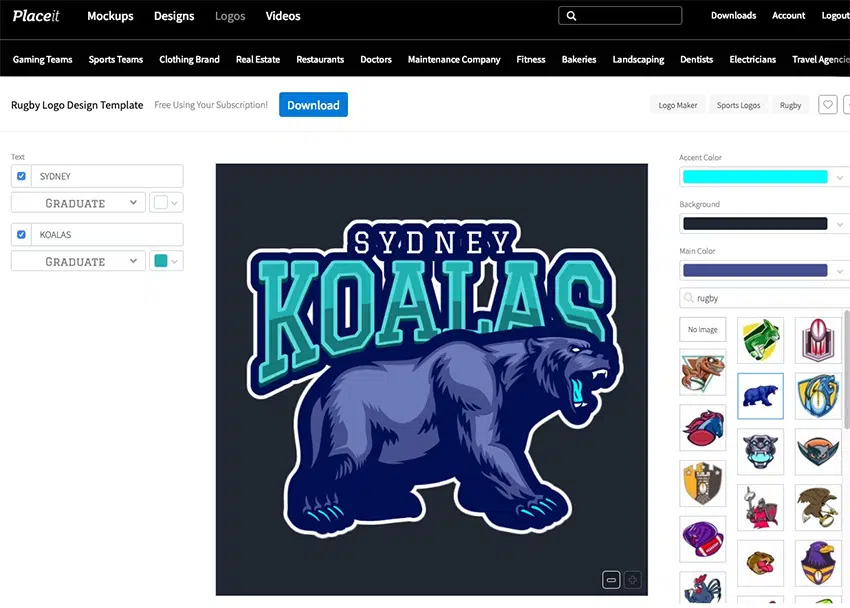 Placeit Mockups Designs Logos Videos Downloads Account Logout
Gaming Teams Sports Teams Clothing Brand Real Estate Restaurants Doctors Maintenance Company Fitness Bakeries Landscaping Dentists Electricians Travel Agencie
Rugby Logo Design Template Free Using Your Subscription! Download Logo Maker Sports Logos Rugby
Text
SYDNEY
GRADUATE
KOALAS
GRADUATE
SYDNEY
KOALAS
Accent Color
Background
Main Color
rugby
No Image